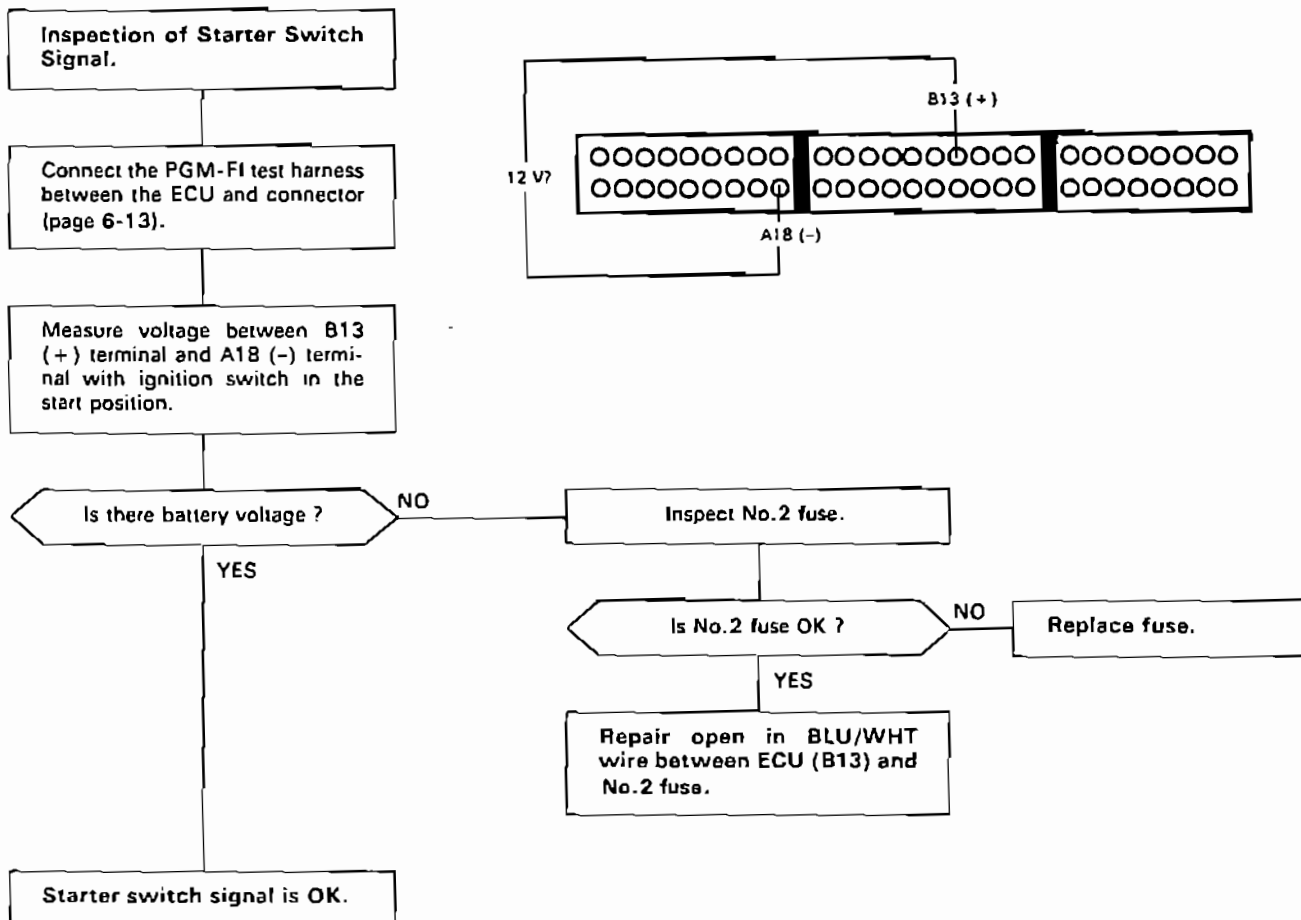 Inspection of Starter Switch
Signal.
Connect the PGM-FI test harness
between the ECU and connector
(page 6-13).
Measure voltage between B13
(+) terminal and A18 (-) termi-
nal with ignition switch in the
start position.
Is there battery voltage ?
NO
YES
Starter switch signal is OK.
B13 (+)
12 V?
A18 (-)
Inspect No.2 fuse.
Is No.2 fuse OK ?
NO
Replace fuse.
YES
Repair open in BLU/WHT
wire between ECU (B13) and
No.2 fuse.